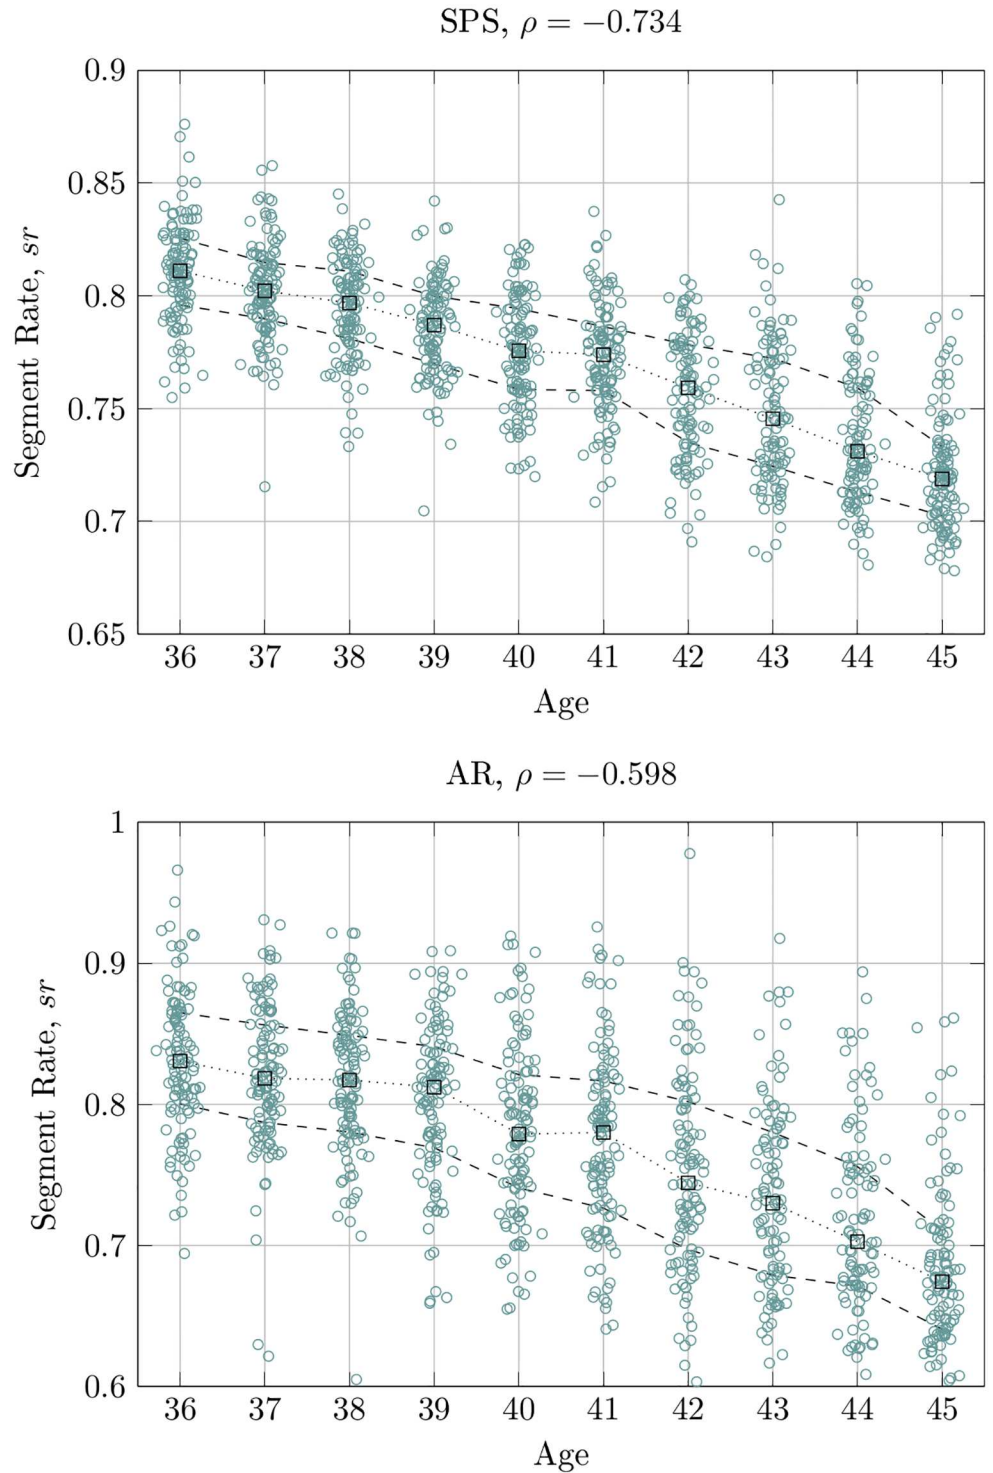 SPS, ρ = −0.734
0.9
0.85
0.8
0.75
0.7
0.65
Segment Rate, sr
36 37 38 39 40 41 42 43 44 45
Age
AR, ρ = −0.598
1
0.9
0.8
0.7
0.6
Segment Rate, sr
36 37 38 39 40 41 42 43 44 45
Age